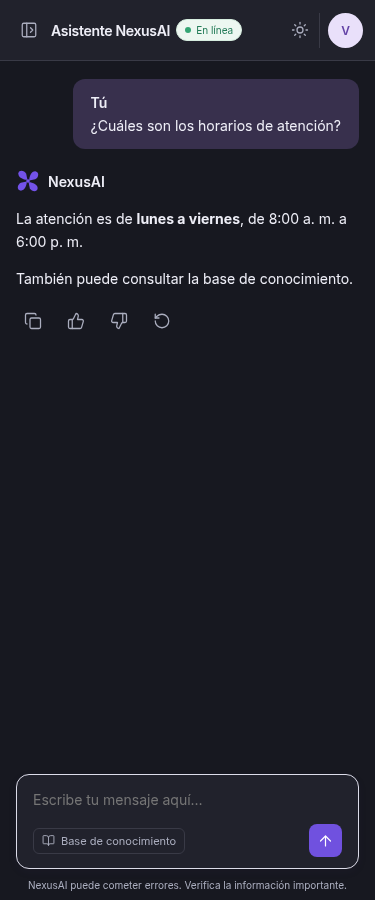 Asistente NexusAI
En línea
V
Tú
¿Cuáles son los horarios de atención?
NexusAI
La atención es de lunes a viernes, de 8:00 a. m. a
6:00 p. m.
También puede consultar la base de conocimiento.
Escribe tu mensaje aquí...
Base de conocimiento
NexusAI puede cometer errores. Verifica la información importante.